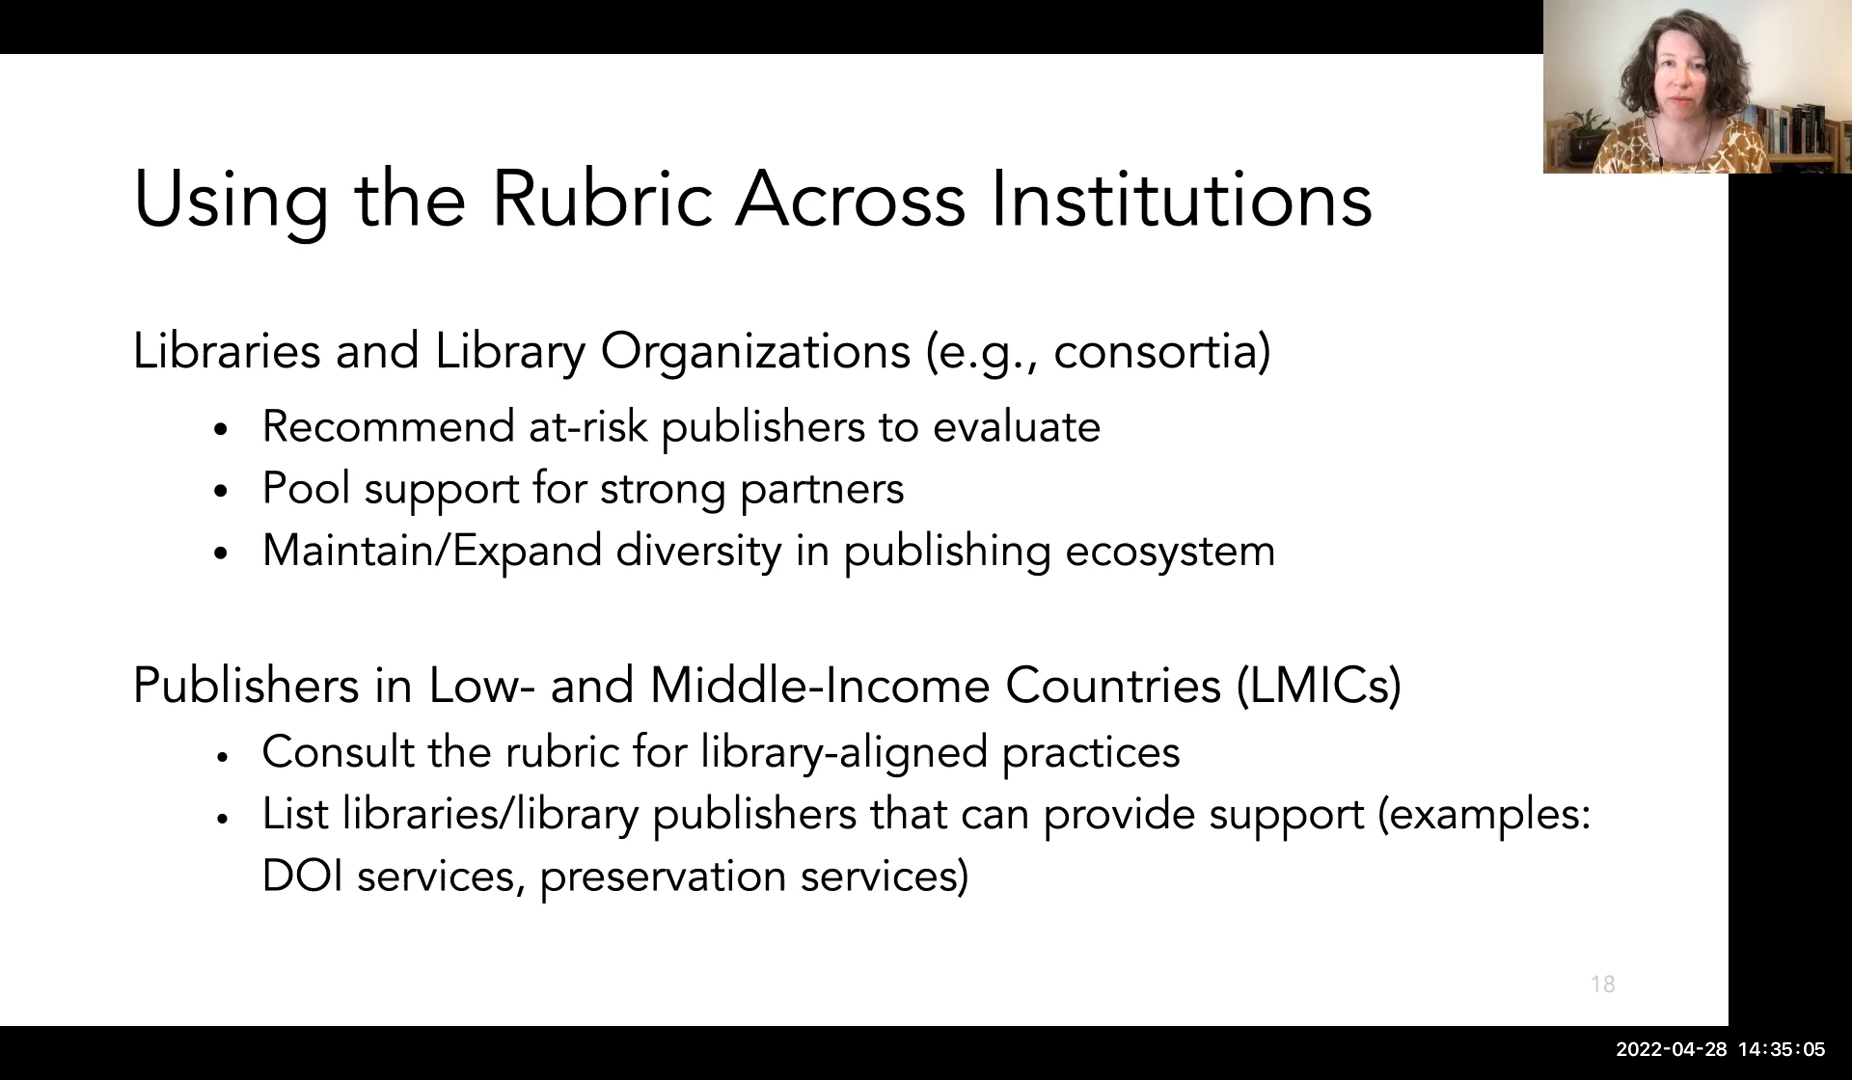 Using the Rubric Across Institutions
Libraries and Library Organizations (e.g., consortia)
• Recommend at-risk publishers to evaluate
• Pool support for strong partners
• Maintain/Expand diversity in publishing ecosystem
Publishers in Low- and Middle-Income Countries (LMICs)
• Consult the rubric for library-aligned practices
• List libraries/library publishers that can provide support (examples:
DOI services, preservation services)
18
2022-04-28 14:35:05